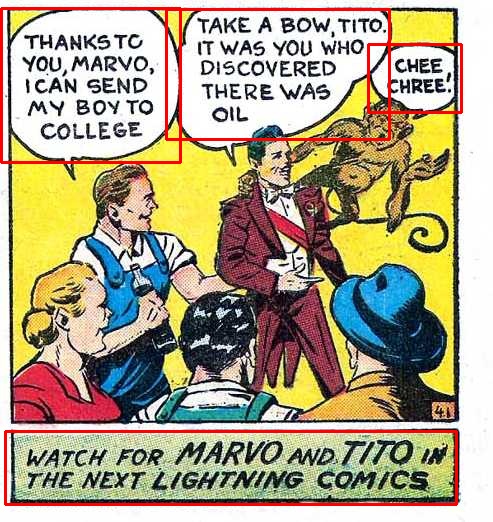 THANKS TO
YOU, MARVO,
I CAN SEND
MY BOY TO
COLLEGE
TAKE A BOW, TITO.
IT WAS YOU WHO
DISCOVERED
THERE WAS
OIL
CHEE
CHREE!
41
WATCH FOR MARVO AND TITO IN
THE NEXT LIGHTNING COMICS